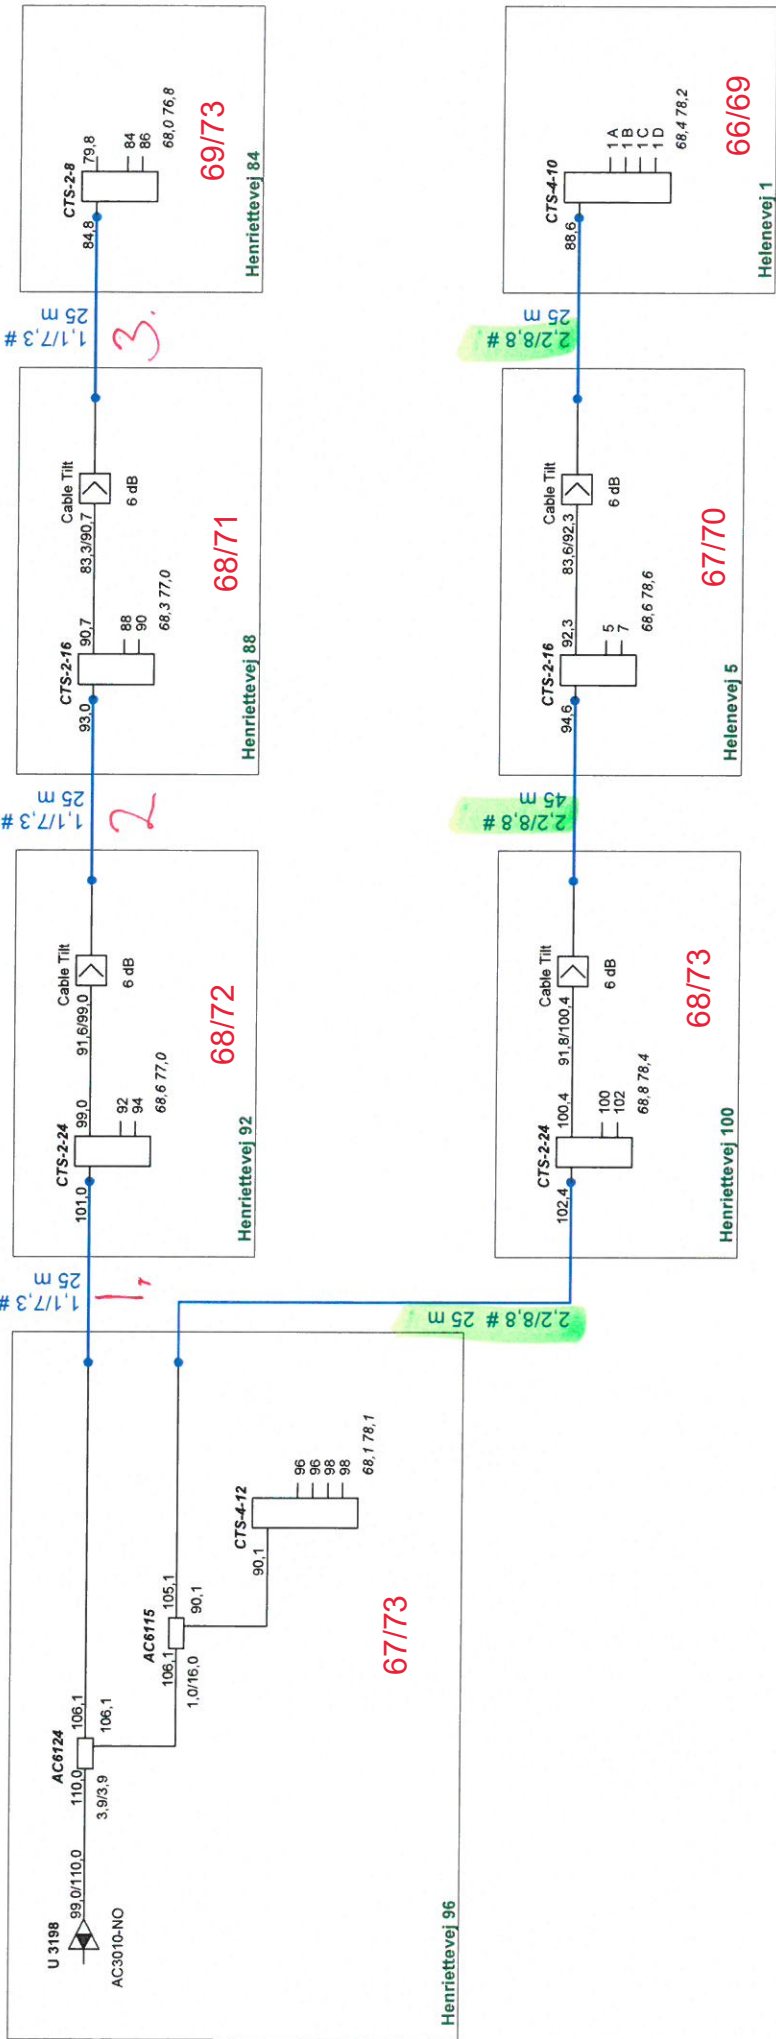 U 3198
99,0/110,0
AC3010-NO
AC6124
110,0
106,1
106,1
3,9/3,9
AC6115
106,1
105,1
90,1
1,0/16,0
CTS-4-12
90,1
96
96
98
98
68,1 78,1
67/73
Henriettevej 96
1,1/7,3 #
25 m
1.
CTS-2-24
101,0
99,0
92
94
68,6 77,0
91,6/99,0
Cable Tilt
6 dB
68/72
Henriettevej 92
1,1/7,3 #
25 m
2
CTS-2-16
93,0
90,7
88
90
68,3 77,0
83,3/90,7
Cable Tilt
6 dB
68/71
Henriettevej 88
1,1/7,3 #
25 m
3.
CTS-2-8
84,8
79,8
84
86
68,0 76,8
69/73
Henriettevej 84
2,2/8,8 # 25 m
CTS-2-24
102,4
100,4
100
102
68,8 78,4
91,8/100,4
Cable Tilt
6 dB
68/73
Henriettevej 100
2,2/8,8 #
45 m
CTS-2-16
94,6
92,3
5
7
68,6 78,6
83,6/92,3
Cable Tilt
6 dB
67/70
Helenevej 5
2,2/8,8 #
25 m
CTS-4-10
88,6
1 A
1 B
1 C
1 D
68,4 78,2
66/69
Helenevej 1